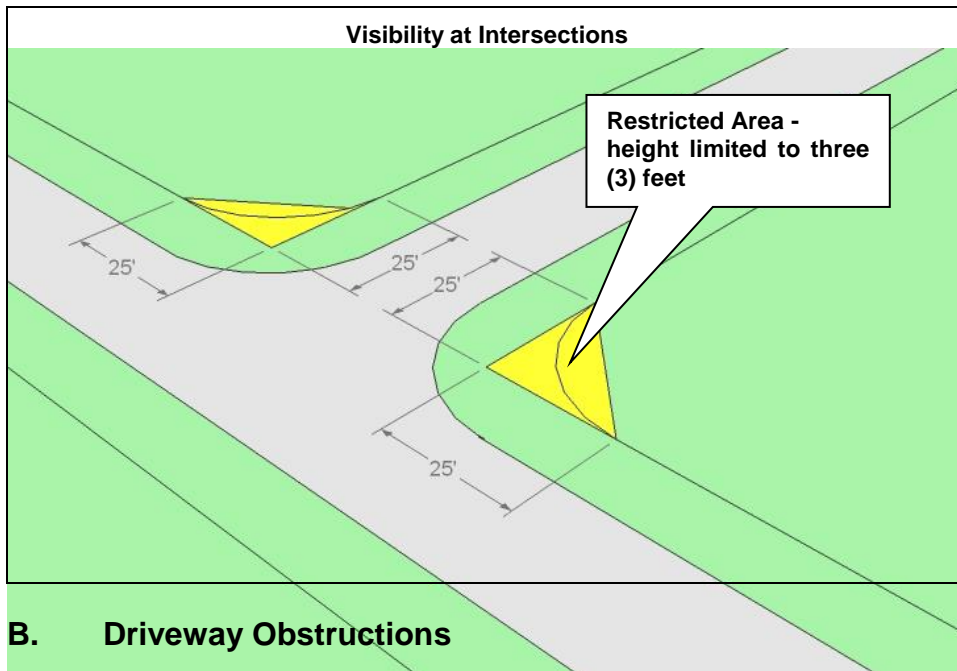 Visibility at Intersections
Restricted Area -
height limited to three
(3) feet
25'
25'
25'
25'
B. Driveway Obstructions